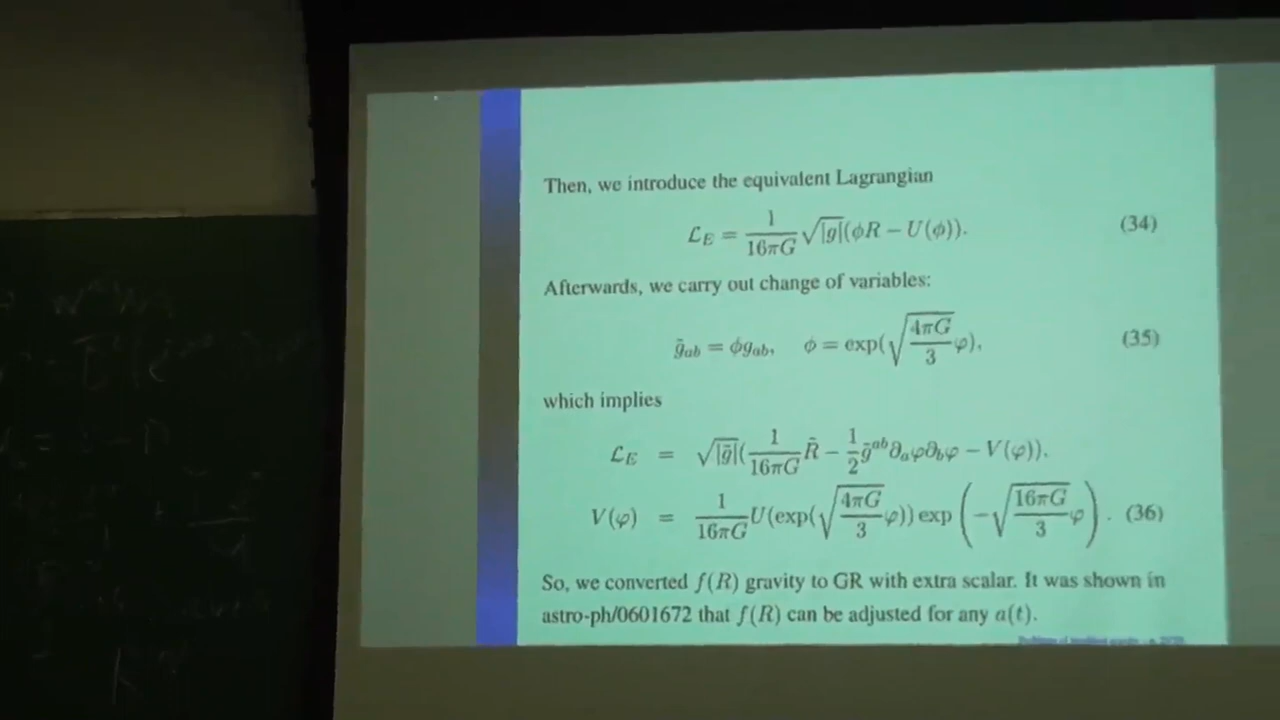 Then, we introduce the equivalent Lagrangian
ℒ_E = 1/(16πG) √|g| (ϕR − U(ϕ)). (34)
Afterwards, we carry out change of variables:
g̃_ab = ϕg_ab, ϕ = exp(√(4πG/3) φ), (35)
which implies
ℒ_E = √|g̃| (1/(16πG) R̃ − 1/2 g̃^ab ∂_aφ∂_bφ − V(φ)).
V(φ) = 1/(16πG) U(exp(√(4πG/3) φ)) exp(−√(16πG/3) φ). (36)
So, we converted f(R) gravity to GR with extra scalar. It was shown in
astro-ph/0601672 that f(R) can be adjusted for any a(t).